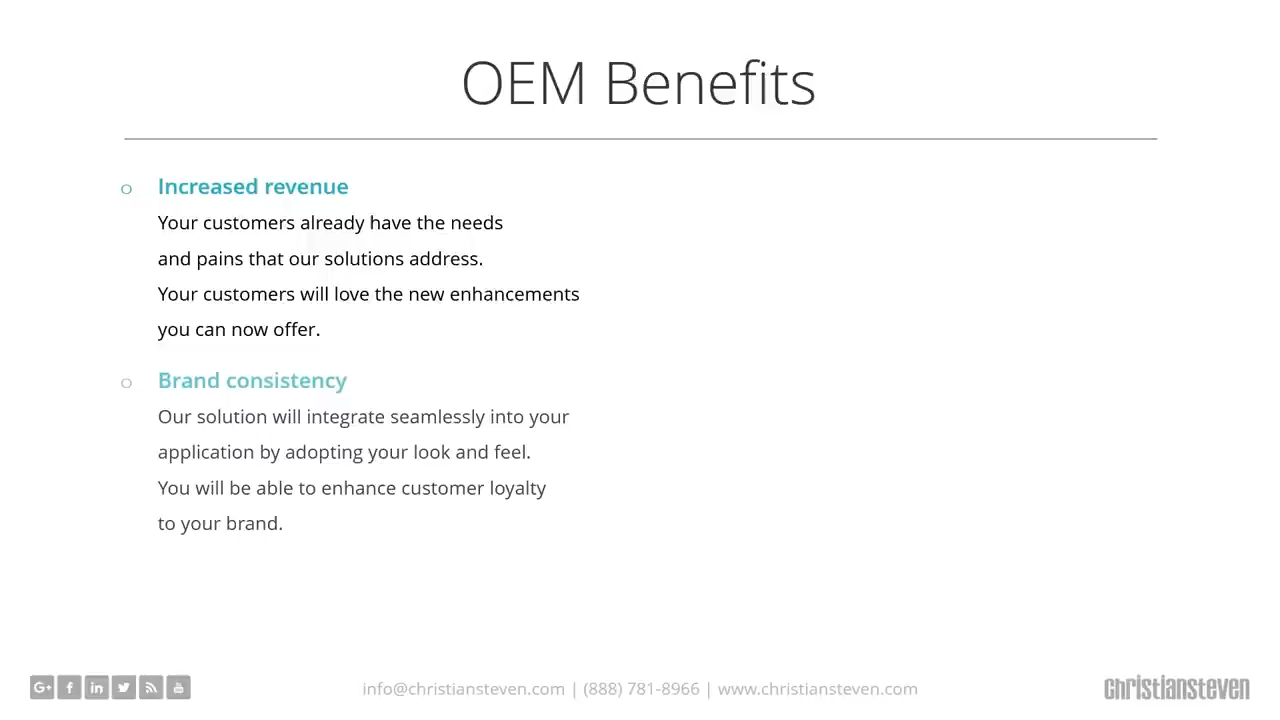 OEM Benefits
o Increased revenue
Your customers already have the needs
and pains that our solutions address.
Your customers will love the new enhancements
you can now offer.
o Brand consistency
Our solution will integrate seamlessly into your
application by adopting your look and feel.
You will be able to enhance customer loyalty
to your brand.
G+ f in You Tube info@christiansteven.com | (888) 781-8966 | www.christiansteven.com christiansteven